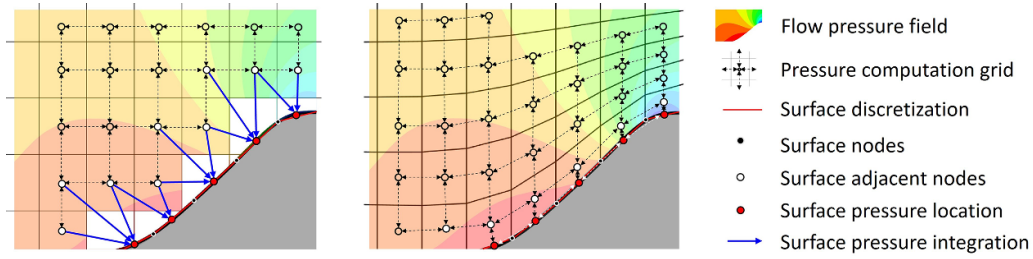 Flow pressure field
Pressure computation grid
Surface discretization
Surface nodes
Surface adjacent nodes
Surface pressure location
Surface pressure integration